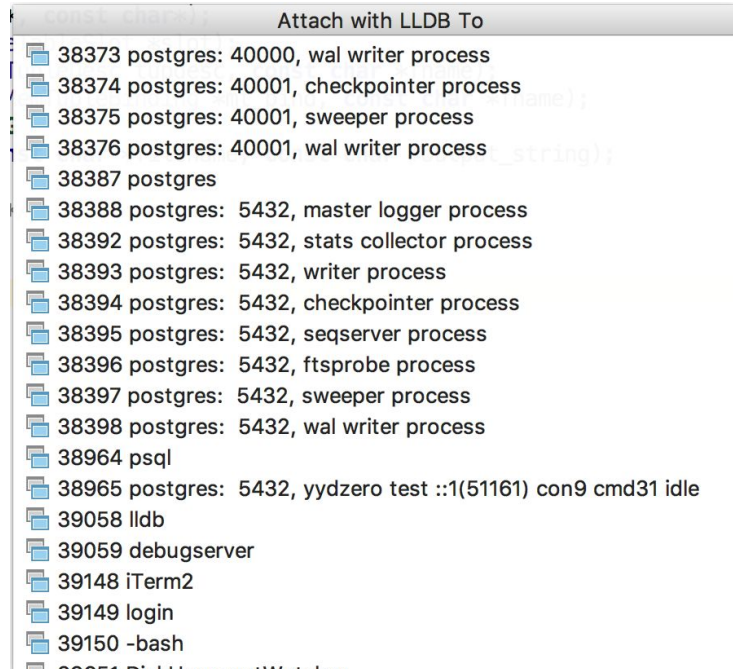 Attach with LLDB To
38373 postgres: 40000, wal writer process
38374 postgres: 40001, checkpointer process
38375 postgres: 40001, sweeper process
38376 postgres: 40001, wal writer process
38387 postgres
38388 postgres:  5432, master logger process
38392 postgres:  5432, stats collector process
38393 postgres:  5432, writer process
38394 postgres:  5432, checkpointer process
38395 postgres:  5432, seqserver process
38396 postgres:  5432, ftsprobe process
38397 postgres:  5432, sweeper process
38398 postgres:  5432, wal writer process
38964 psql
38965 postgres:  5432, yydzero test ::1(51161) con9 cmd31 idle
39058 lldb
39059 debugserver
39148 iTerm2
39149 login
39150 -bash